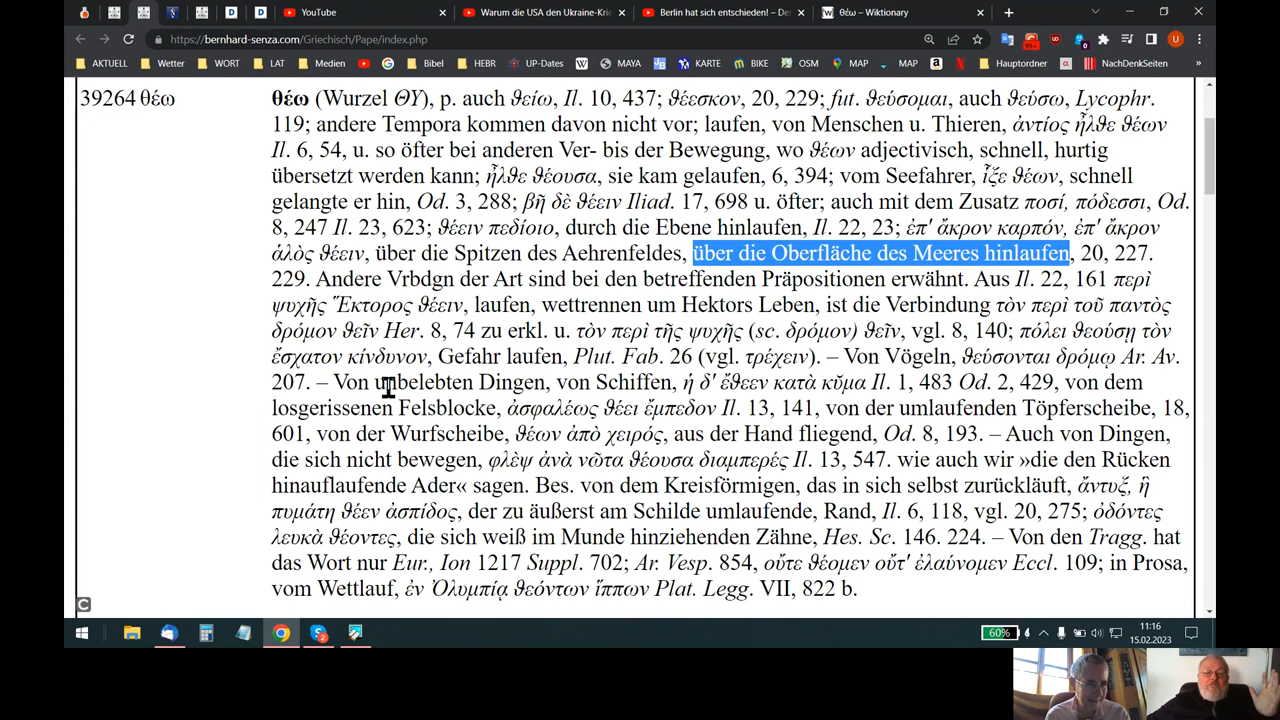 YouTube
Warum die USA den Ukraine-Kri
Berlin hat sich entschieden! – De
θέω – Wiktionary
https://bernhard-senza.com/Griechisch/Pape/index.php
AKTUELL
Wetter
WORT
LAT
Medien
Bibel
HEBR
UP-Dates
MAYA
KARTE
BKV
OSM
MAP
MAP
Hauptordner
NachDenkSeiten
39264 θέω
θέω (Wurzel ΘΥ), p. auch ϑείω, Il. 10, 437; ϑέεσκον, 20, 229; fut. ϑεύσομαι, auch ϑεύσω, Lycophr.
119; andere Tempora kommen davon nicht vor; laufen, von Menschen u. Thieren, ἀντίος ἦλϑε ϑέων
Il. 6, 54, u. so öfter bei anderen Ver- bis der Bewegung, wo ϑέων adjectivisch, schnell, hurtig
übersetzt werden kann; ἦλϑε ϑέουσα, sie kam gelaufen, 6, 394; vom Seefahrer, ἷξε ϑέων, schnell
gelangte er hin, Od. 3, 288; βῆ δὲ ϑέειν Iliad. 17, 698 u. öfter; auch mit dem Zusatz ποσί, πόδεσσι, Od.
8, 247 Il. 23, 623; ϑέειν πεδίοιο, durch die Ebene hinlaufen, Il. 22, 23; ἐπ' ἄκρον καρπόν, ἐπ' ἄκρον
ἁλὸς ϑέειν, über die Spitzen des Aehrenfeldes, über die Oberfläche des Meeres hinlaufen, 20, 227.
229. Andere Vrbdgn der Art sind bei den betreffenden Präpositionen erwähnt. Aus Il. 22, 161 περὶ
ψυχῆς Ἕκτορος ϑέειν, laufen, wettrennen um Hektors Leben, ist die Verbindung τὸν περὶ τοῦ παντὸς
δρόμον ϑεῖν Her. 8, 74 zu erkl. u. τὸν περὶ τῆς ψυχῆς (sc. δρόμον) ϑεῖν, vgl. 8, 140; πόλει ϑεούσῃ τὸν
ἔσχατον κίνδυνον, Gefahr laufen, Plut. Fab. 26 (vgl. τρέχειν). – Von Vögeln, ϑεύσονται δρόμῳ Ar. Av.
207. – Von unbelebten Dingen, von Schiffen, ἡ δ' ἔϑεεν κατὰ κῦμα Il. 1, 483 Od. 2, 429, von dem
losgerissenen Felsblocke, ἀσφαλέως ϑέει ἔμπεδον Il. 13, 141, von der umlaufenden Töpferscheibe, 18,
601, von der Wurfscheibe, ϑέων ἀπὸ χειρός, aus der Hand fliegend, Od. 8, 193. – Auch von Dingen,
die sich nicht bewegen, φλὲψ ἀνὰ νῶτα ϑέουσα διαμπερές Il. 13, 547. wie auch wir »die den Rücken
hinauflaufende Ader« sagen. Bes. von dem Kreisförmigen, das in sich selbst zurückläuft, ἄντυξ, ἣ
πυμάτη ϑέεν ἀσπίδος, der zu äußerst am Schilde umlaufende, Rand, Il. 6, 118, vgl. 20, 275; ὀδόντες
λευκὰ ϑέοντες, die sich weiß im Munde hinziehenden Zähne, Hes. Sc. 146. 224. – Von den Tragg. hat
das Wort nur Eur., Ion 1217 Suppl. 702; Ar. Vesp. 854, οὔτε ϑέομεν οὔτ' ἐλαύνομεν Eccl. 109; in Prosa,
vom Wettlauf, ἐν Ὀλυμπίᾳ ϑεόντων ἵππων Plat. Legg. VII, 822 b.
60%
11:16
15.02.2023